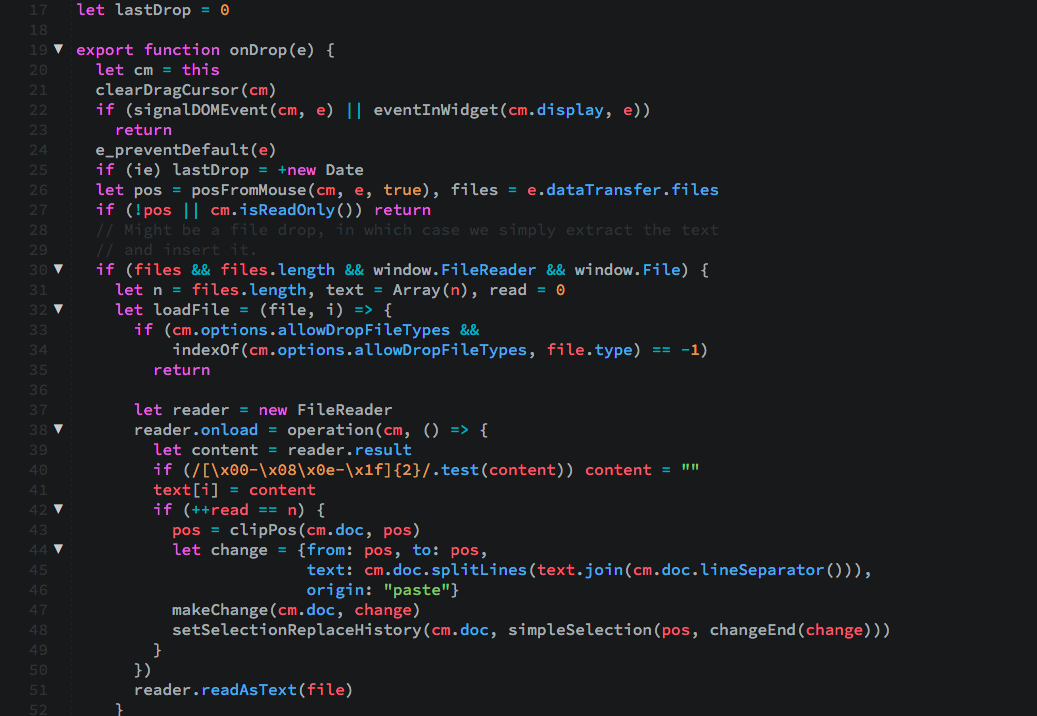 17 let lastDrop = 0
18
19 ▼ export function onDrop(e) {
20   let cm = this
21   clearDragCursor(cm)
22   if (signalDOMEvent(cm, e) || eventInWidget(cm.display, e))
23     return
24   e_preventDefault(e)
25   if (ie) lastDrop = +new Date
26   let pos = posFromMouse(cm, e, true), files = e.dataTransfer.files
27   if (!pos || cm.isReadOnly()) return
28   // Might be a file drop, in which case we simply extract the text
29   // and insert it.
30 ▼   if (files && files.length && window.FileReader && window.File) {
31     let n = files.length, text = Array(n), read = 0
32 ▼     let loadFile = (file, i) => {
33       if (cm.options.allowDropFileTypes &&
34           indexOf(cm.options.allowDropFileTypes, file.type) == -1)
35         return
36
37       let reader = new FileReader
38 ▼       reader.onload = operation(cm, () => {
39         let content = reader.result
40         if (/[\x00-\x08\x0e-\x1f]{2}/.test(content)) content = ""
41         text[i] = content
42 ▼         if (++read == n) {
43           pos = clipPos(cm.doc, pos)
44 ▼           let change = {from: pos, to: pos,
45                         text: cm.doc.splitLines(text.join(cm.doc.lineSeparator())),
46                         origin: "paste"}
47           makeChange(cm.doc, change)
48           setSelectionReplaceHistory(cm.doc, simpleSelection(pos, changeEnd(change)))
49         }
50       })
51       reader.readAsText(file)
52     }